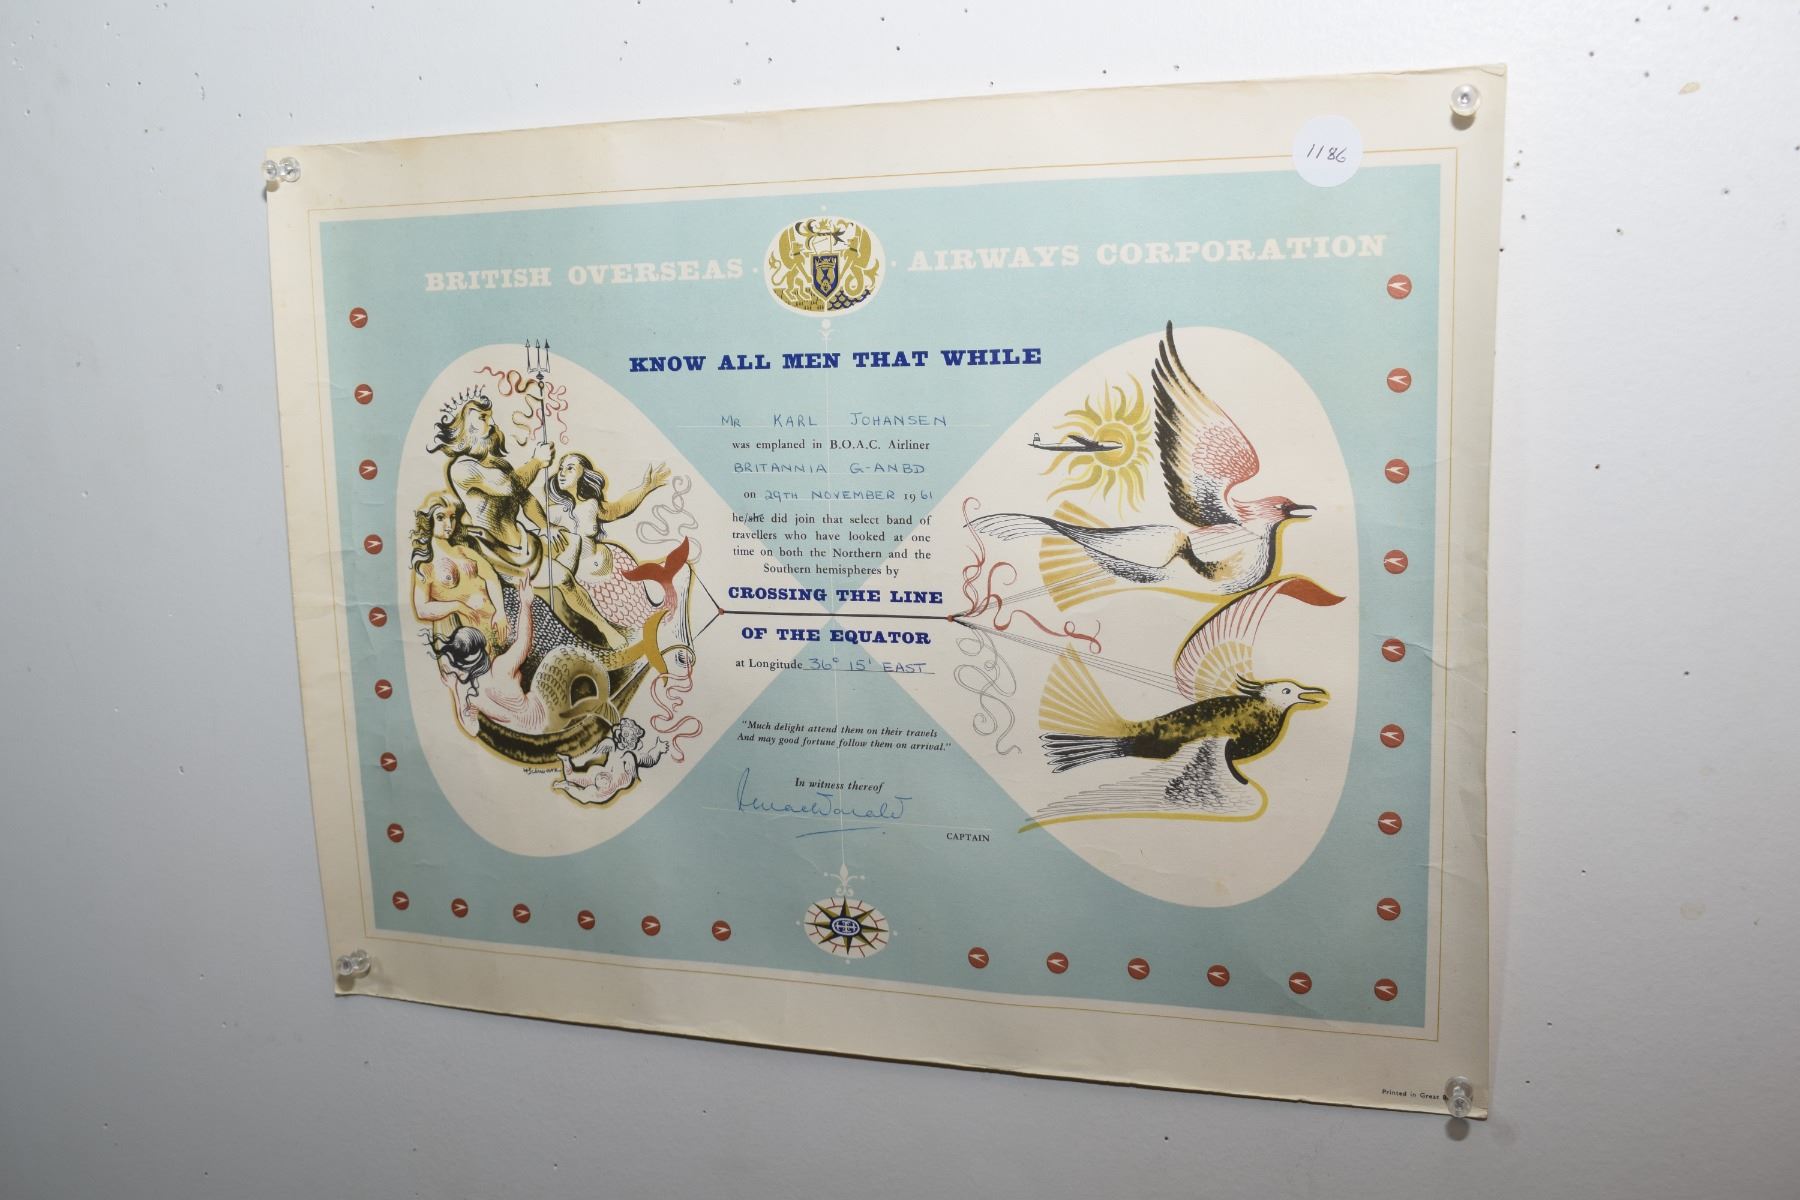 1186
BRITISH OVERSEAS · AIRWAYS CORPORATION
KNOW ALL MEN THAT WHILE
MR KARL JOHANSEN
was emplaned in B.O.A.C. Airliner
BRITANNIA G-ANBD
on 29TH NOVEMBER 1961
he/she did join that select band of
travellers who have looked at one
time on both the Northern and the
Southern hemispheres by
CROSSING THE LINE
OF THE EQUATOR
at Longitude 36° 15' EAST
"Much delight attend them on their travels
And may good fortune follow them on arrival."
In witness thereof
CAPTAIN
Printed in Great